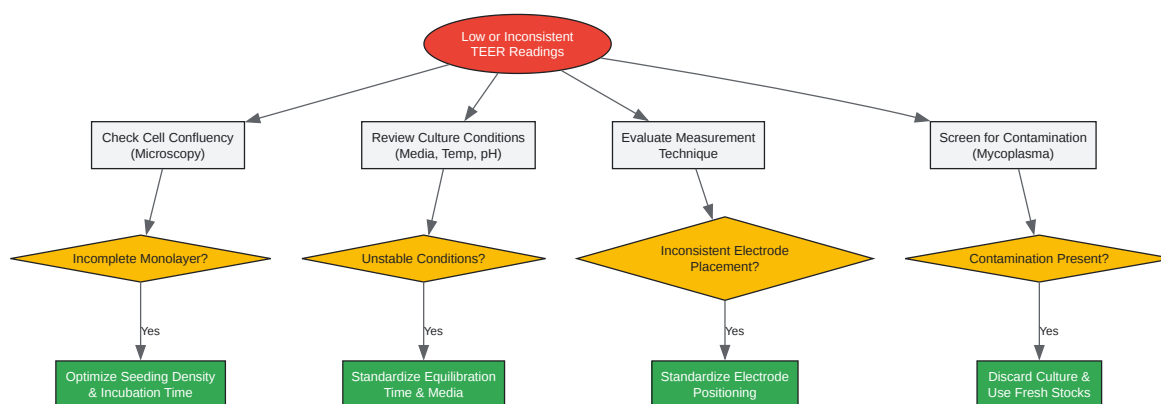 Low or Inconsistent
TEER Readings
Check Cell Confluency
(Microscopy)
Review Culture Conditions
(Media, Temp, pH)
Evaluate Measurement
Technique
Screen for Contamination
(Mycoplasma)
Incomplete Monolayer?
Unstable Conditions?
Inconsistent Electrode
Placement?
Contamination Present?
Yes
Yes
Yes
Yes
Optimize Seeding Density
& Incubation Time
Standardize Equilibration
Time & Media
Standardize Electrode
Positioning
Discard Culture &
Use Fresh Stocks